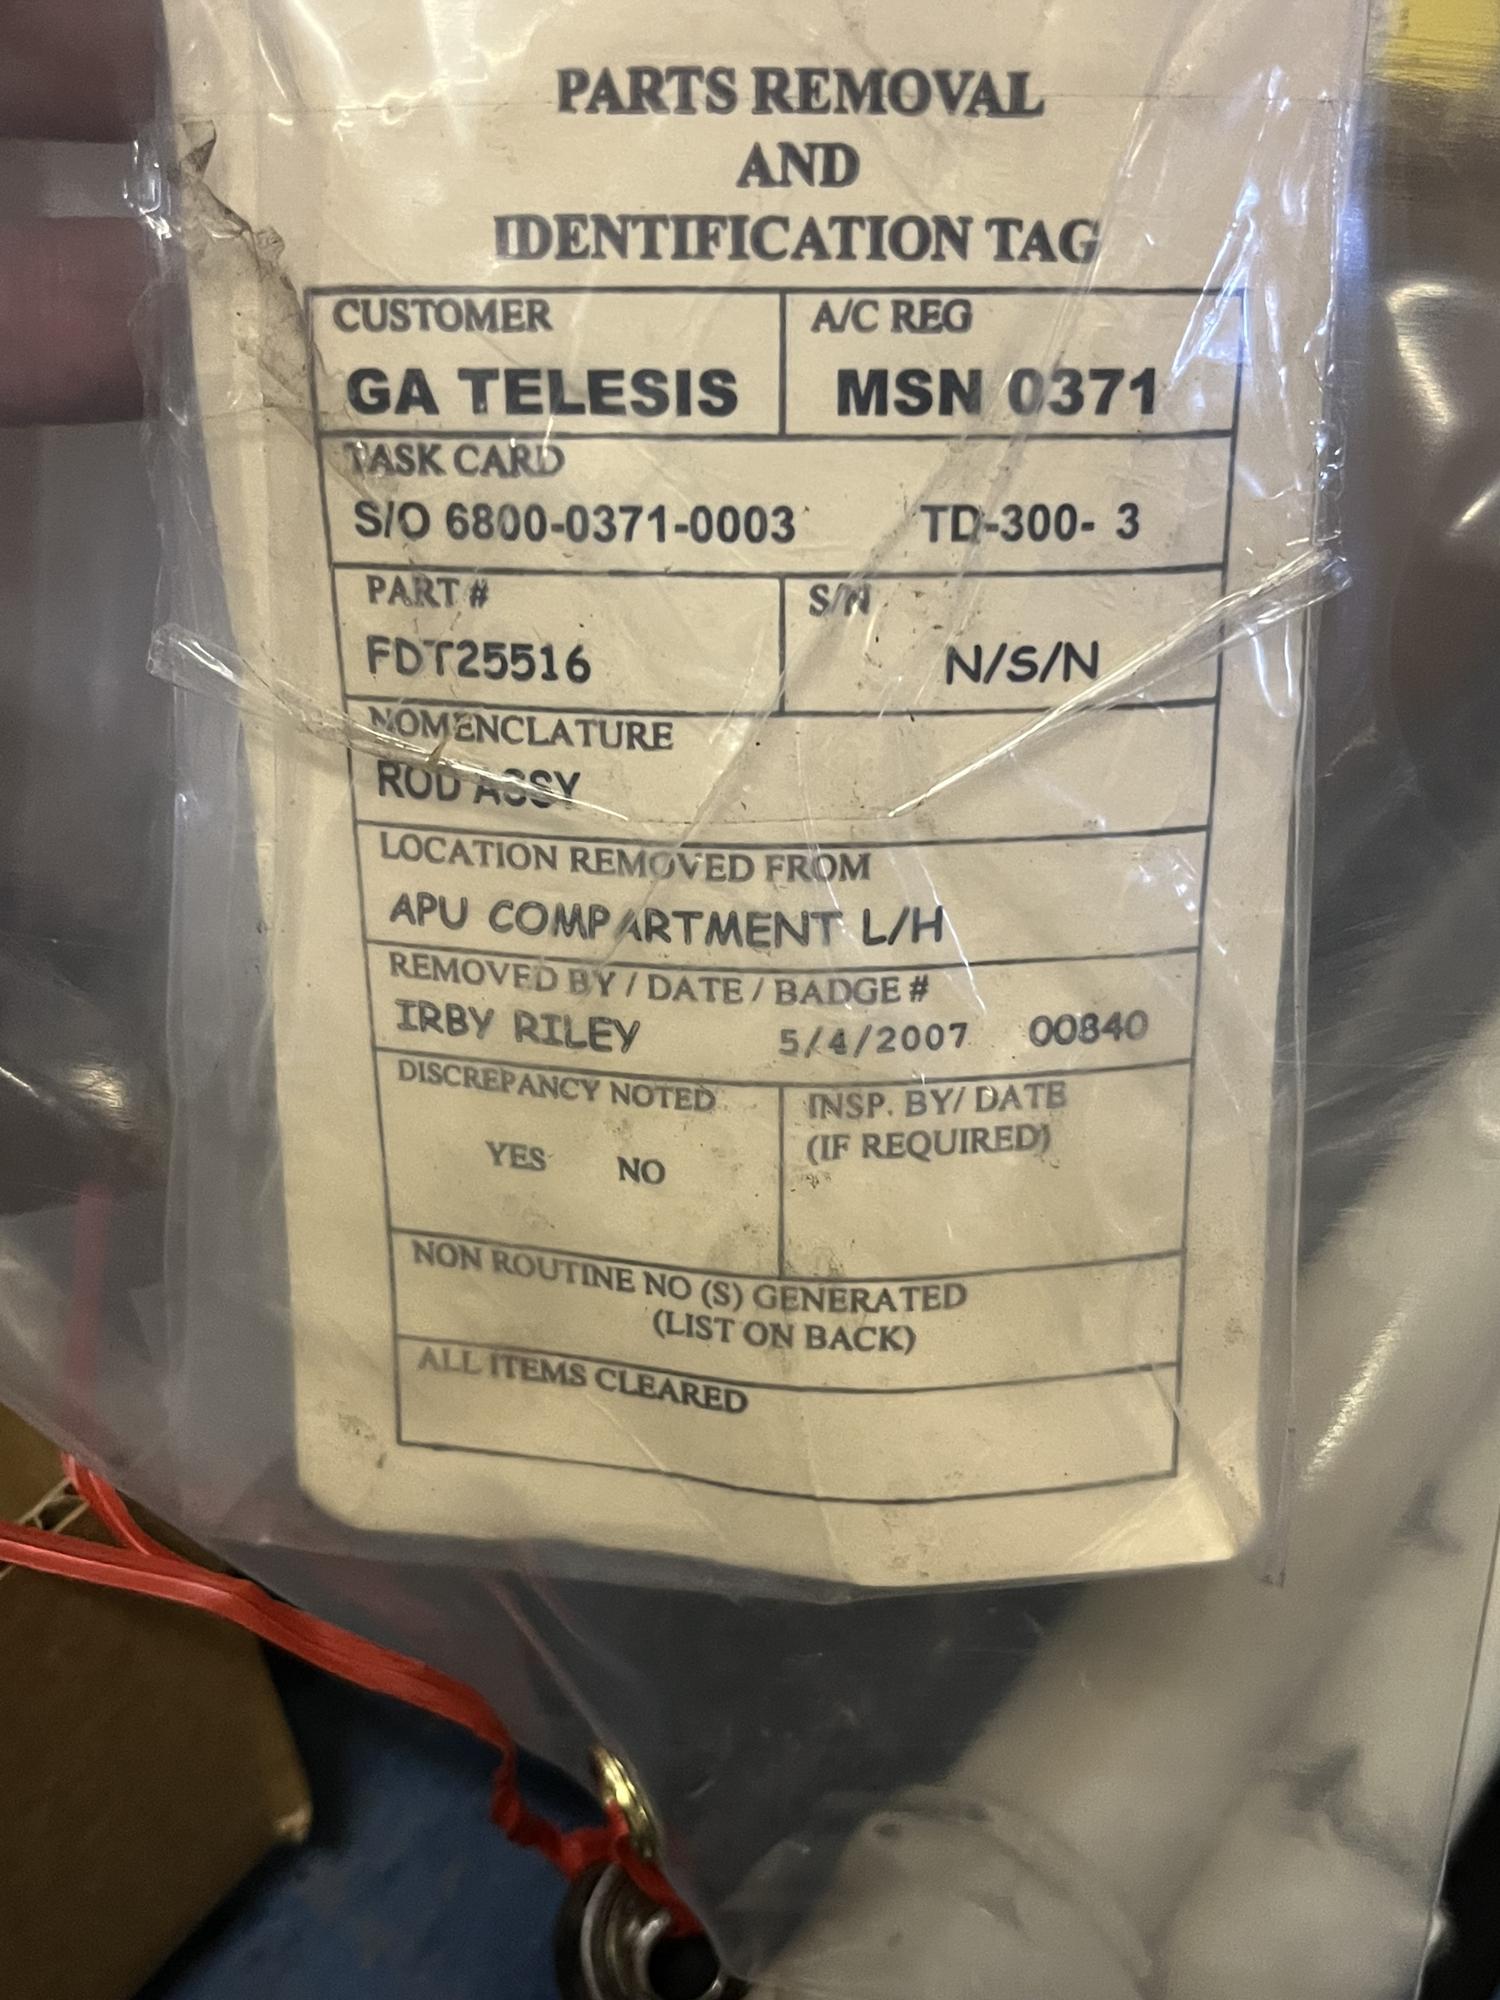 PARTS REMOVAL
AND
IDENTIFICATION TAG
CUSTOMER
GA TELESIS
A/C REG
MSN 0371
TASK CARD
S/O 6800-0371-0003 TD-300- 3
PART #
FDT25516
S/N
N/S/N
NOMENCLATURE
ROD ASSY
LOCATION REMOVED FROM
APU COMPARTMENT L/H
REMOVED BY / DATE / BADGE #
IRBY RILEY 5/4/2007 00840
DISCREPANCY NOTED
YES NO
INSP. BY/ DATE
(IF REQUIRED)
NON ROUTINE NO (S) GENERATED
(LIST ON BACK)
ALL ITEMS CLEARED